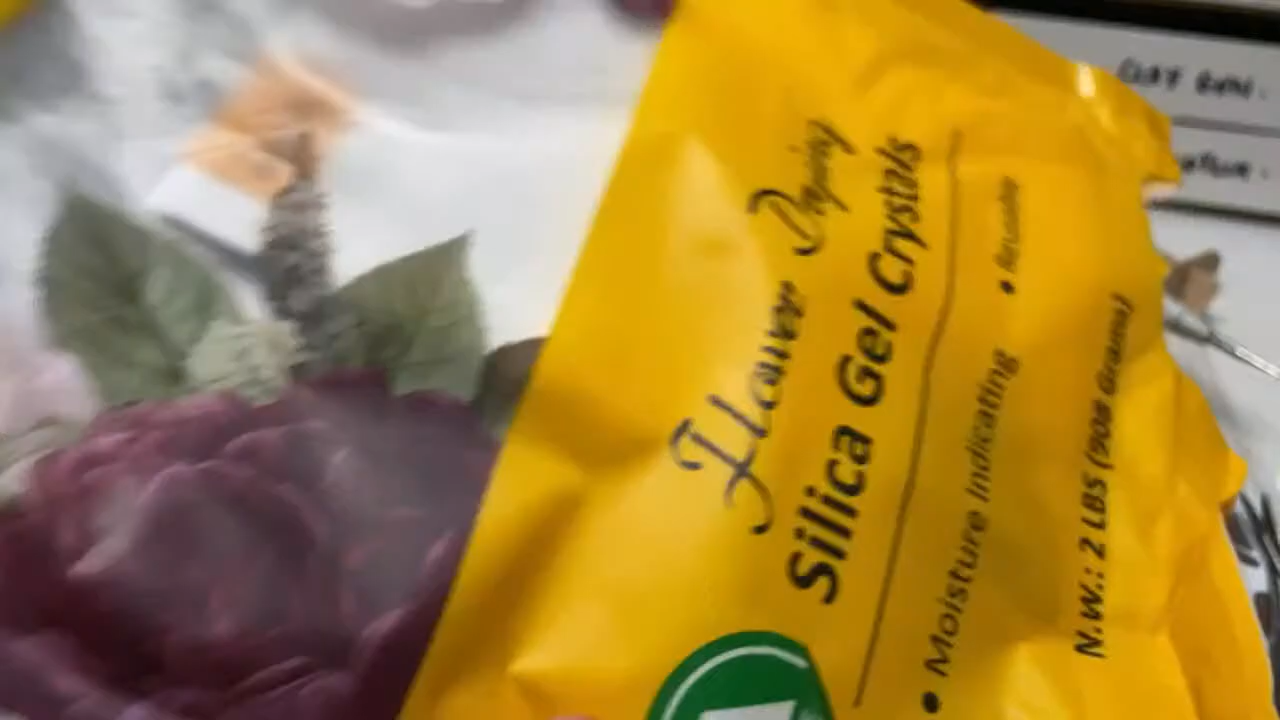 Flower Drying
Silica Gel Crystals
• Moisture Indicating • Reusable
N.W.: 2 LBS (908 Grams)